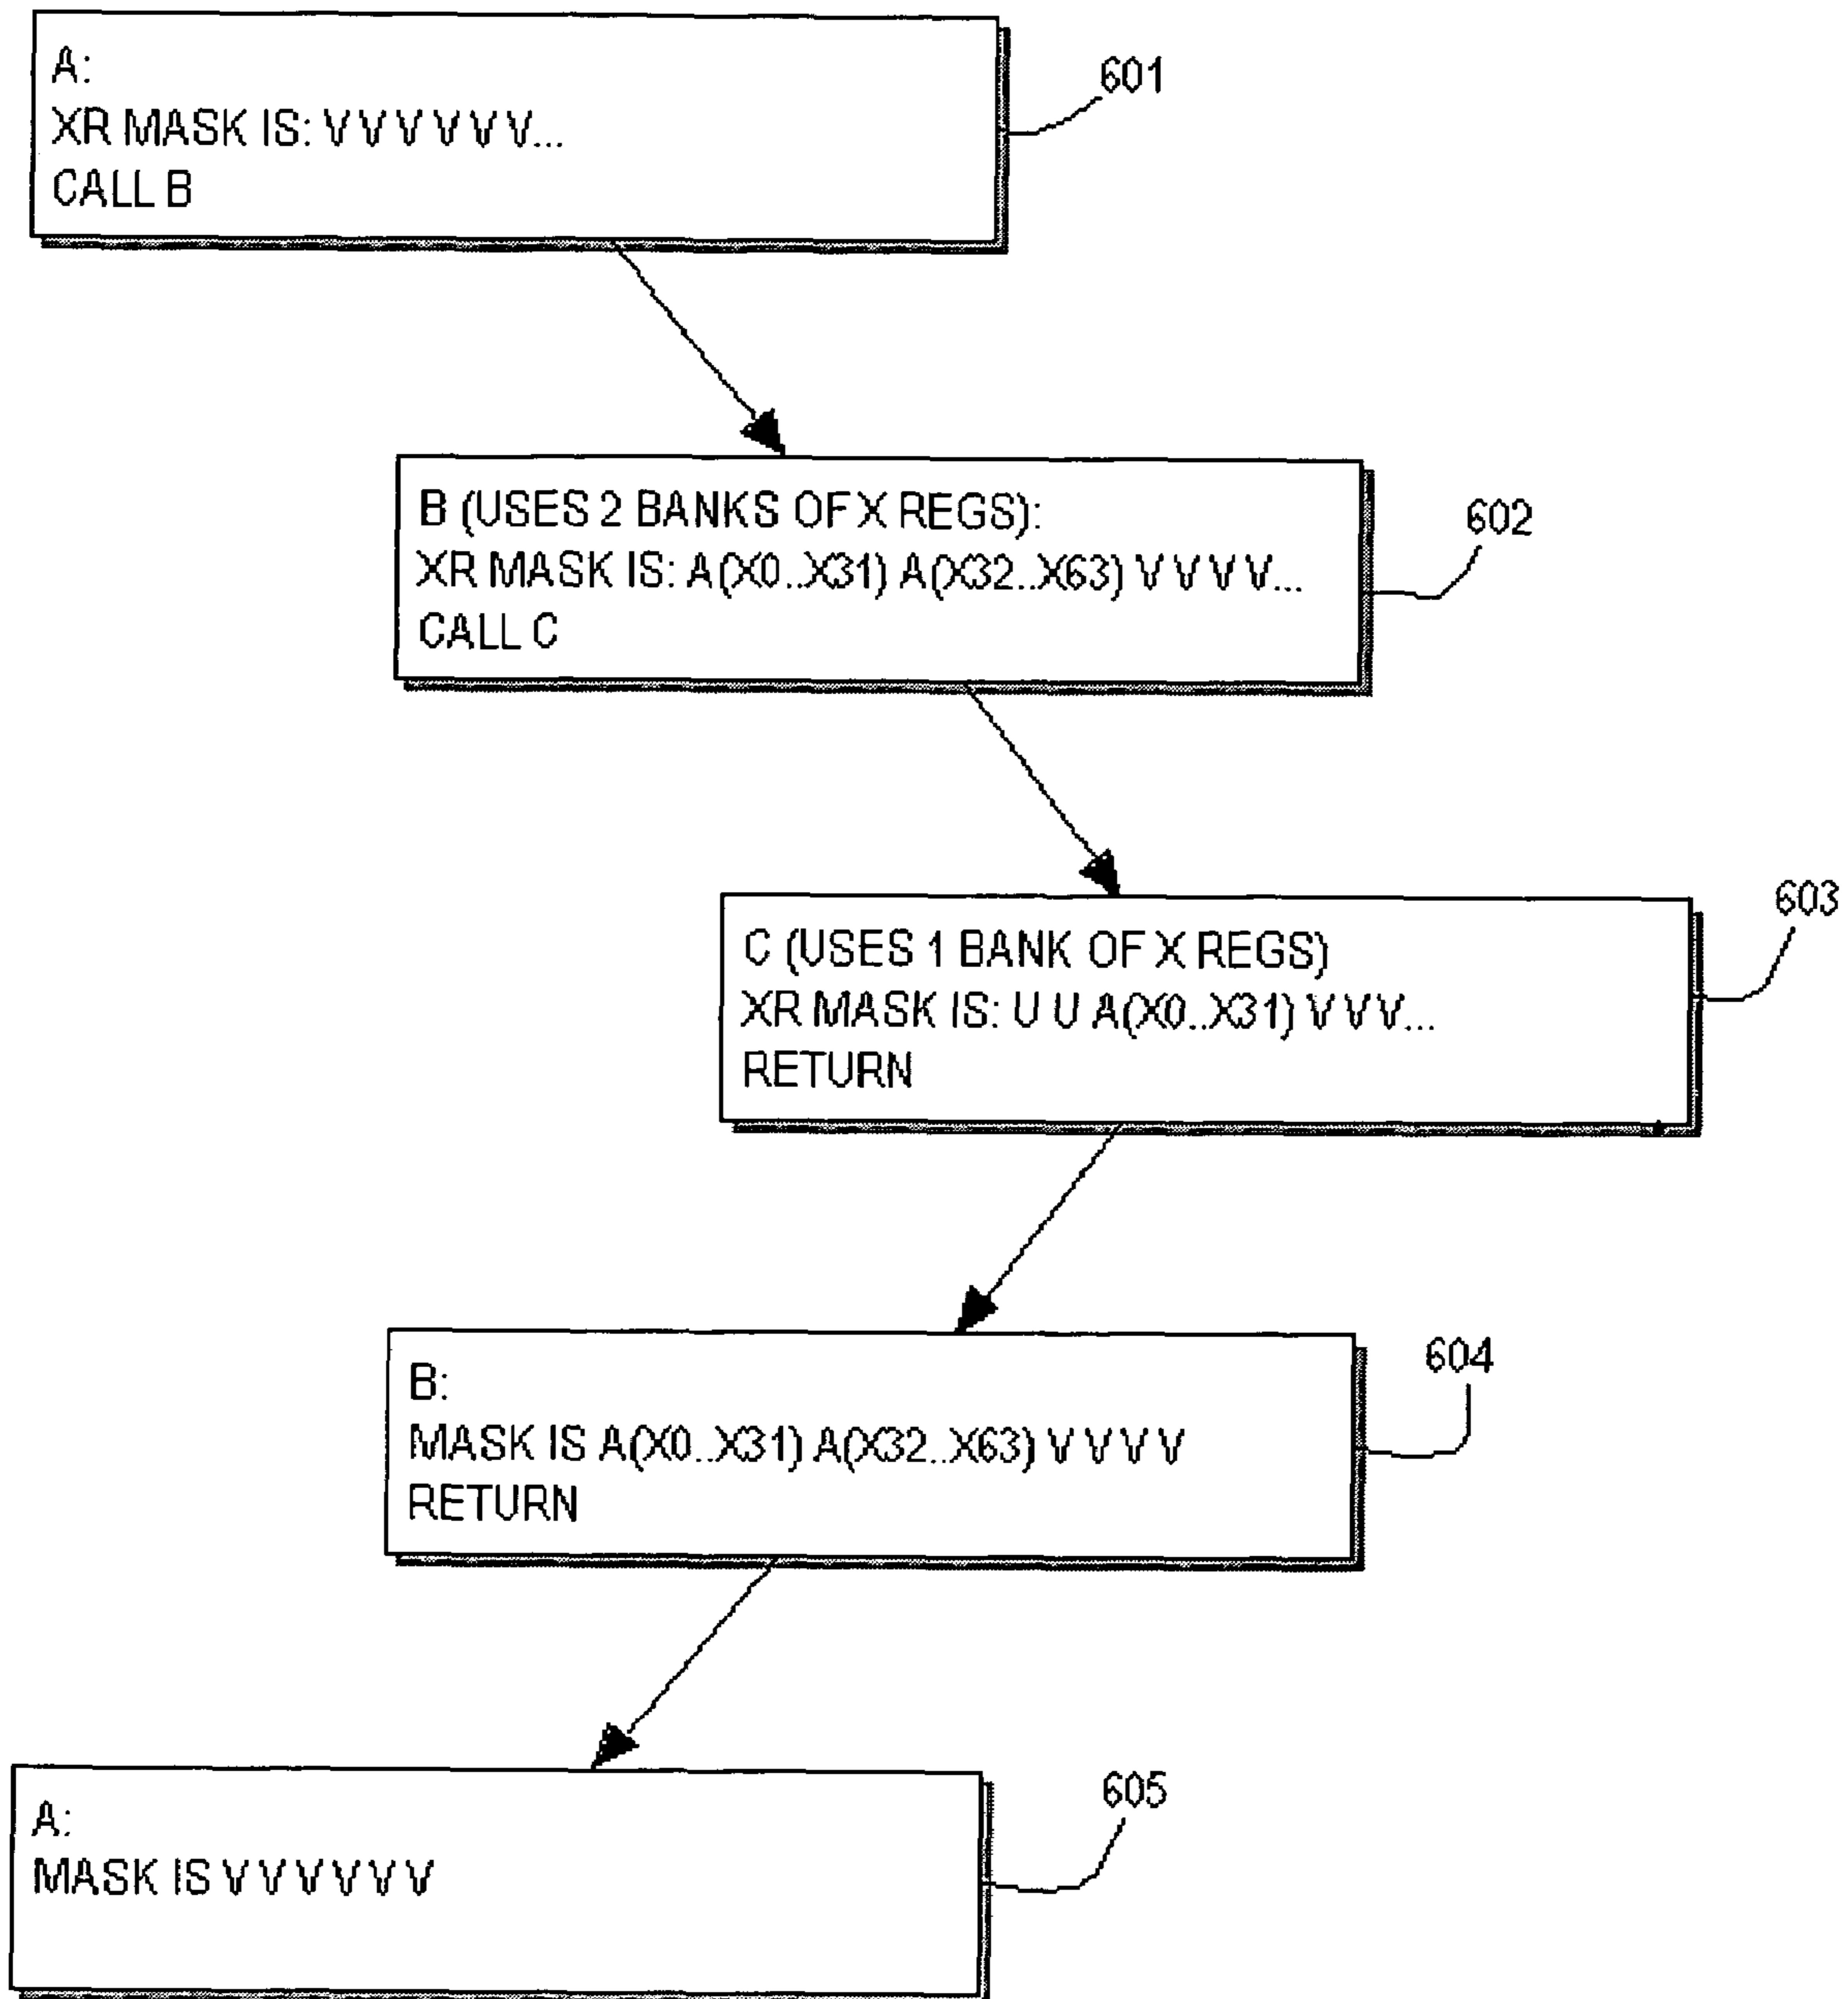 A:
XR MASK IS: V V V V V V...
CALL B
601
B (USES 2 BANKS OF X REGS):
XR MASK IS: A(X0..X31) A(X32..X63) V V V V...
CALL C
602
C (USES 1 BANK OF X REGS)
XR MASK IS: U U A(X0..X31) V V V...
RETURN
603
B:
MASK IS A(X0..X31) A(X32..X63) V V V V
RETURN
604
A:
MASK IS V V V V V V
605